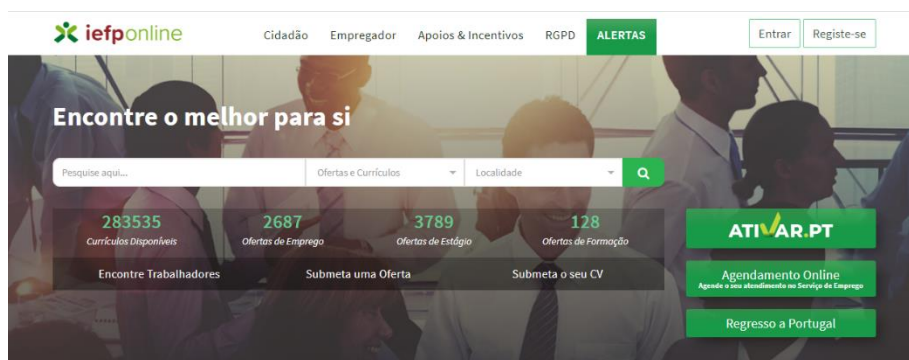 iefponline
Cidadão Empregador Apoios & Incentivos RGPD ALERTAS Entrar Registe-se
Encontre o melhor para si
Pesquise aqui... Ofertas e Currículos Localidade
283535 2687 3789 128
Currículos Disponíveis Ofertas de Emprego Ofertas de Estágio Ofertas de Formação
Encontre Trabalhadores Submeta uma Oferta Submeta o seu CV
ATIVAR.PT
Agendamento Online
Agende o seu atendimento no Serviço de Emprego
Regresso a Portugal